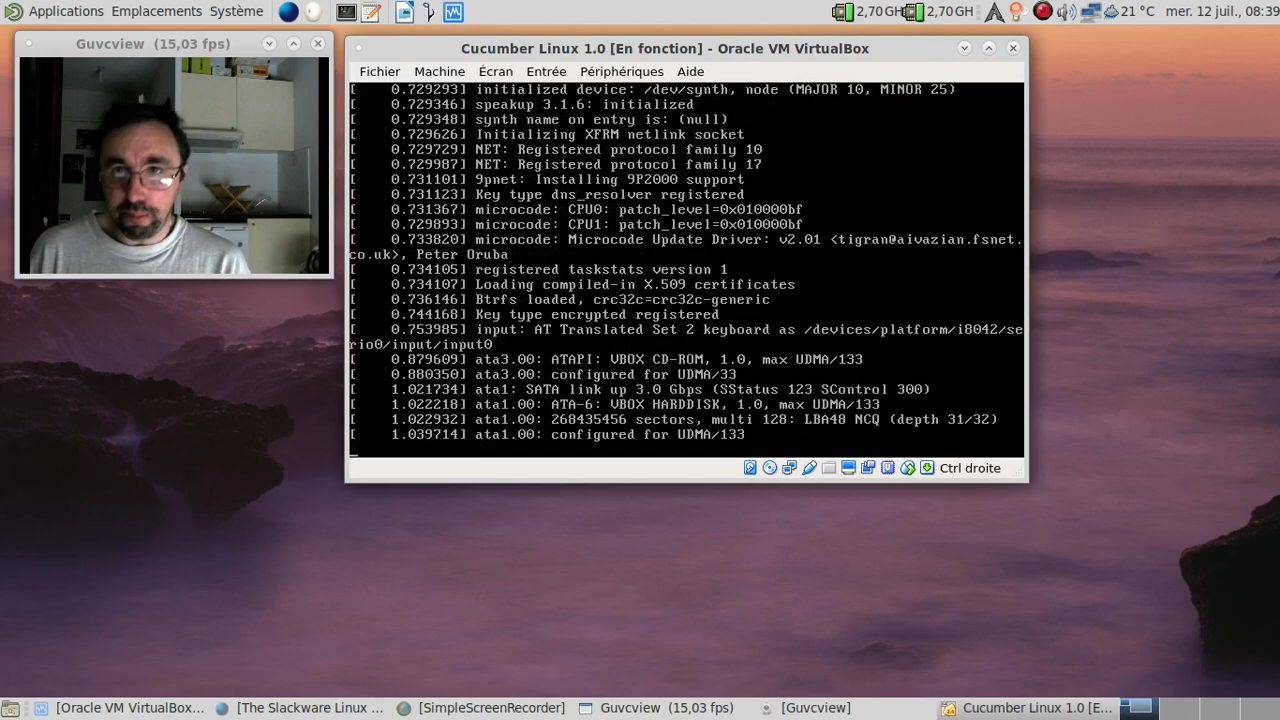 Applications Emplacements Système 2,70 GH 2,70 GH 21 °C mer. 12 juil., 08:39
Guvcview (15,03 fps)
Cucumber Linux 1.0 [En fonction] - Oracle VM VirtualBox
Fichier Machine Écran Entrée Périphériques Aide
[ 0.729293] initialized device: /dev/synth, node (MAJOR 10, MINOR 25)
[ 0.729346] speakup 3.1.6: initialized
[ 0.729348] synth name on entry is: (null)
[ 0.729626] Initializing XFRM netlink socket
[ 0.729729] NET: Registered protocol family 10
[ 0.729987] NET: Registered protocol family 17
[ 0.731101] 9pnet: Installing 9P2000 support
[ 0.731123] Key type dns_resolver registered
[ 0.731367] microcode: CPU0: patch_level=0x010000bf
[ 0.729893] microcode: CPU1: patch_level=0x010000bf
[ 0.733820] microcode: Microcode Update Driver: v2.01 <tigran@aivazian.fsnet.
co.uk>, Peter Oruba
[ 0.734105] registered taskstats version 1
[ 0.734107] Loading compiled-in X.509 certificates
[ 0.736146] Btrfs loaded, crc32c=crc32c-generic
[ 0.744168] Key type encrypted registered
[ 0.753985] input: AT Translated Set 2 keyboard as /devices/platform/i8042/se
rio0/input/input0
[ 0.879609] ata3.00: ATAPI: VBOX CD-ROM, 1.0, max UDMA/133
[ 0.880350] ata3.00: configured for UDMA/33
[ 1.021734] ata1: SATA link up 3.0 Gbps (SStatus 123 SControl 300)
[ 1.022218] ata1.00: ATA-6: VBOX HARDDISK, 1.0, max UDMA/133
[ 1.022932] ata1.00: 268435456 sectors, multi 128: LBA48 NCQ (depth 31/32)
[ 1.039714] ata1.00: configured for UDMA/133
Ctrl droite
[Oracle VM VirtualBox... [The Slackware Linux ... [SimpleScreenRecorder] Guvcview (15,03 fps) [Guvcview] Cucumber Linux 1.0 [E...